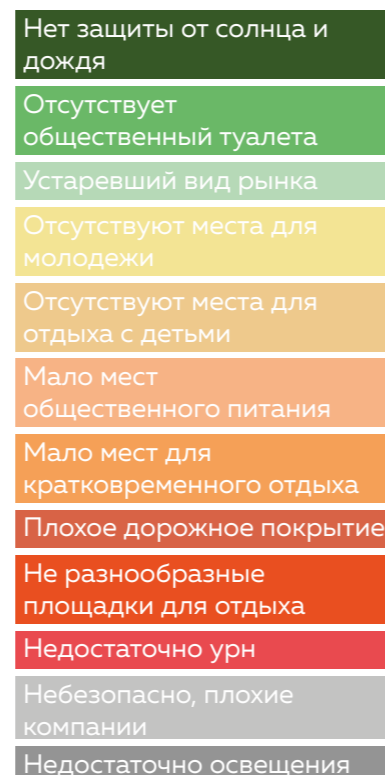 Нет защиты от солнца и
дождя
Отсутствует
общественный туалета
Устаревший вид рынка
Отсутствуют места для
молодежи
Отсутствуют места для
отдыха с детьми
Мало мест
общественного питания
Мало мест для
кратковременного отдыха
Плохое дорожное покрытие
Не разнообразные
площадки для отдыха
Недостаточно урн
Небезопасно, плохие
компании
Недостаточно освещения